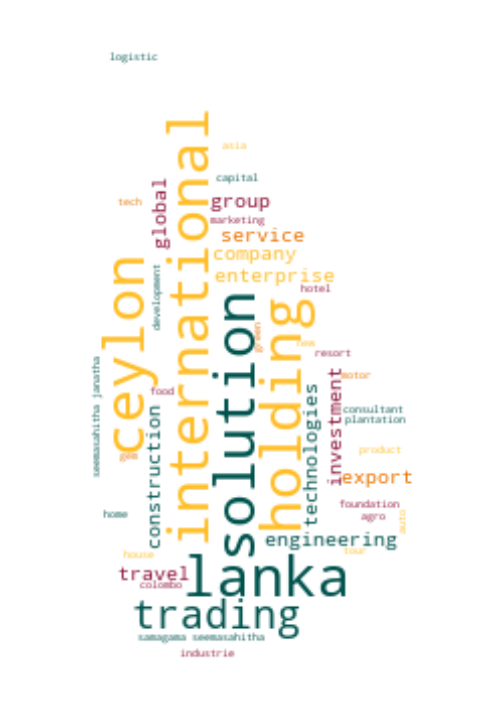 logistic
international
asia
capital
tech
global
group
marketing
service
company
enterprise
ceylon
development
hotel
solution
holding
green
new
resort
seemasahitha janatha
food
motor
investment
technologies
construction
consultant
plantation
product
gem
export
home
foundation
agro
auto
engineering
house
tour
travel
lanka
colombo
trading
samagama seemasahitha
industrie